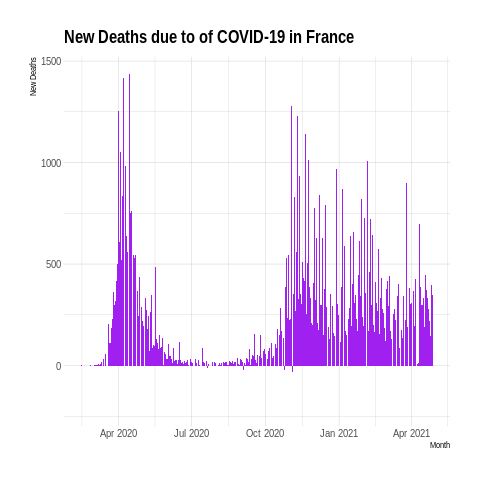 New Deaths due to of COVID-19 in France
New Deaths
1500
1000
500
0
Apr 2020 Jul 2020 Oct 2020 Jan 2021 Apr 2021
Month